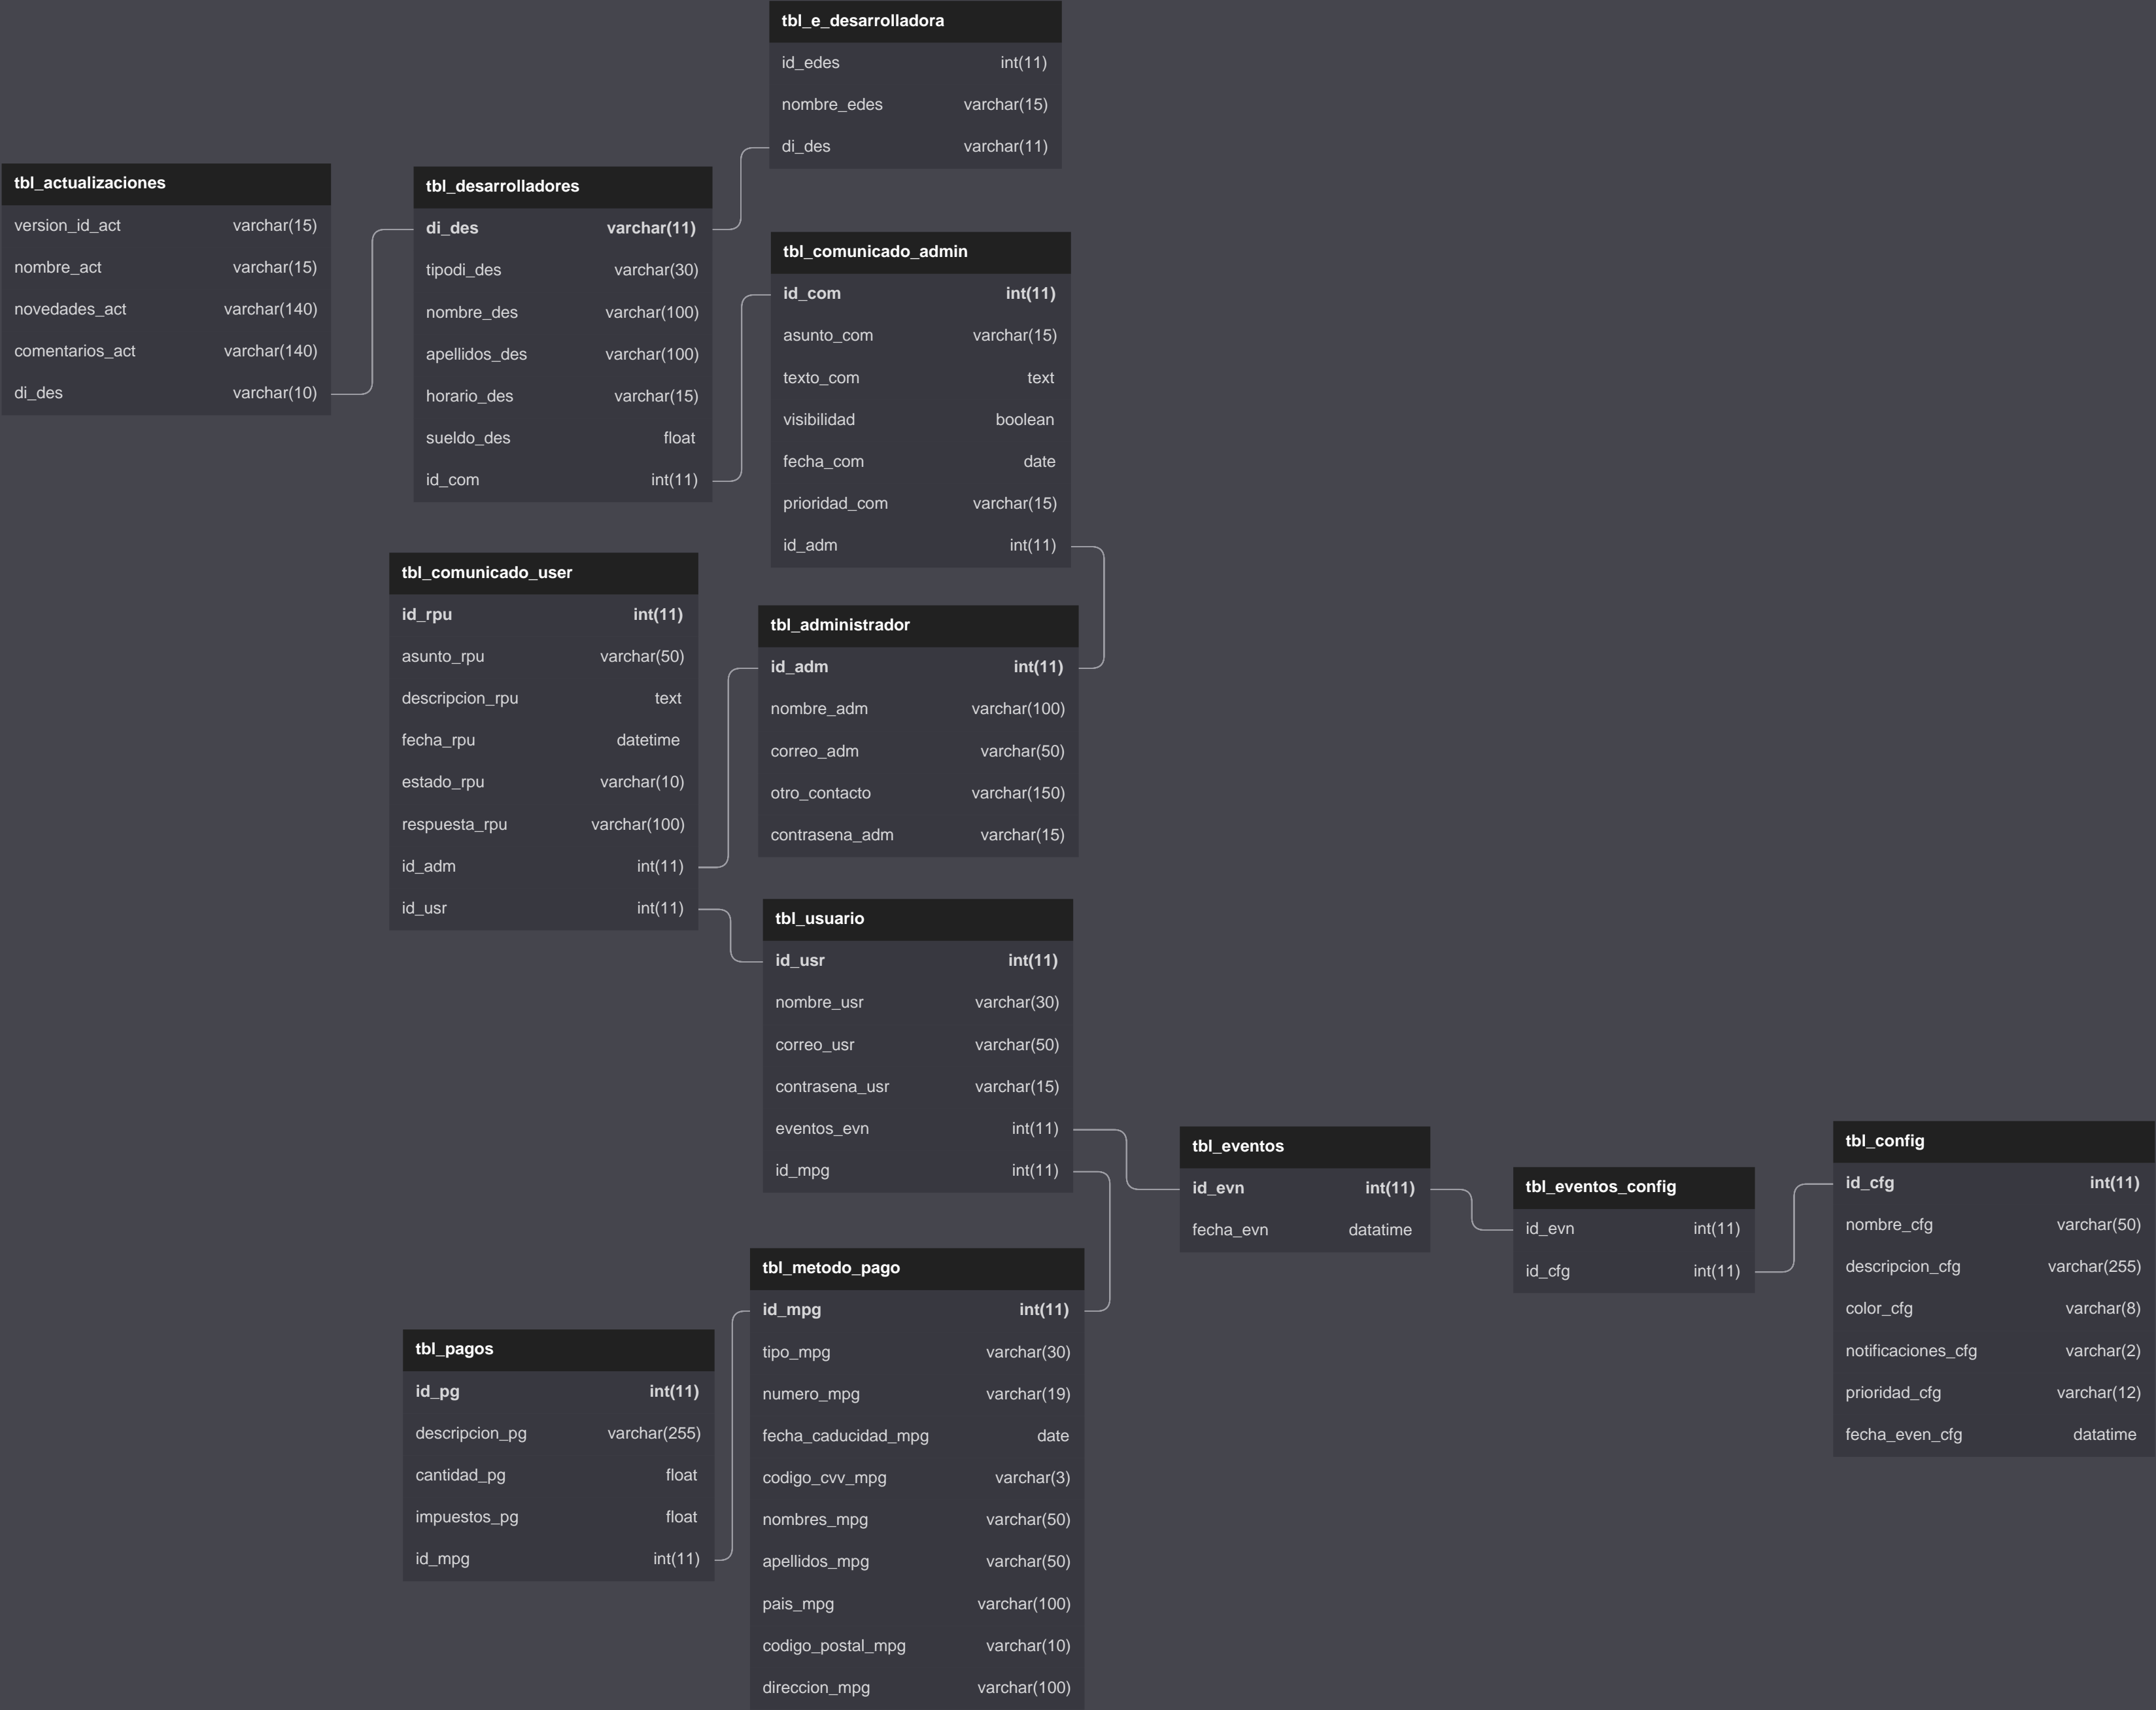 tbl_e_desarrolladora
id_edes int(11)
nombre_edes varchar(15)
di_des varchar(11)
tbl_actualizaciones
version_id_act varchar(15)
nombre_act varchar(15)
novedades_act varchar(140)
comentarios_act varchar(140)
di_des varchar(10)
tbl_desarrolladores
di_des varchar(11)
tipodi_des varchar(30)
nombre_des varchar(100)
apellidos_des varchar(100)
horario_des varchar(15)
sueldo_des float
id_com int(11)
tbl_comunicado_admin
id_com int(11)
asunto_com varchar(15)
texto_com text
visibilidad boolean
fecha_com date
prioridad_com varchar(15)
id_adm int(11)
tbl_comunicado_user
id_rpu int(11)
asunto_rpu varchar(50)
descripcion_rpu text
fecha_rpu datetime
estado_rpu varchar(10)
respuesta_rpu varchar(100)
id_adm int(11)
id_usr int(11)
tbl_administrador
id_adm int(11)
nombre_adm varchar(100)
correo_adm varchar(50)
otro_contacto varchar(150)
contrasena_adm varchar(15)
tbl_usuario
id_usr int(11)
nombre_usr varchar(30)
correo_usr varchar(50)
contrasena_usr varchar(15)
eventos_evn int(11)
id_mpg int(11)
tbl_eventos
id_evn int(11)
fecha_evn datatime
tbl_eventos_config
id_evn int(11)
id_cfg int(11)
tbl_config
id_cfg int(11)
nombre_cfg varchar(50)
descripcion_cfg varchar(255)
color_cfg varchar(8)
notificaciones_cfg varchar(2)
prioridad_cfg varchar(12)
fecha_even_cfg datatime
tbl_metodo_pago
id_mpg int(11)
tipo_mpg varchar(30)
numero_mpg varchar(19)
fecha_caducidad_mpg date
codigo_cvv_mpg varchar(3)
nombres_mpg varchar(50)
apellidos_mpg varchar(50)
pais_mpg varchar(100)
codigo_postal_mpg varchar(10)
direccion_mpg varchar(100)
tbl_pagos
id_pg int(11)
descripcion_pg varchar(255)
cantidad_pg float
impuestos_pg float
id_mpg int(11)